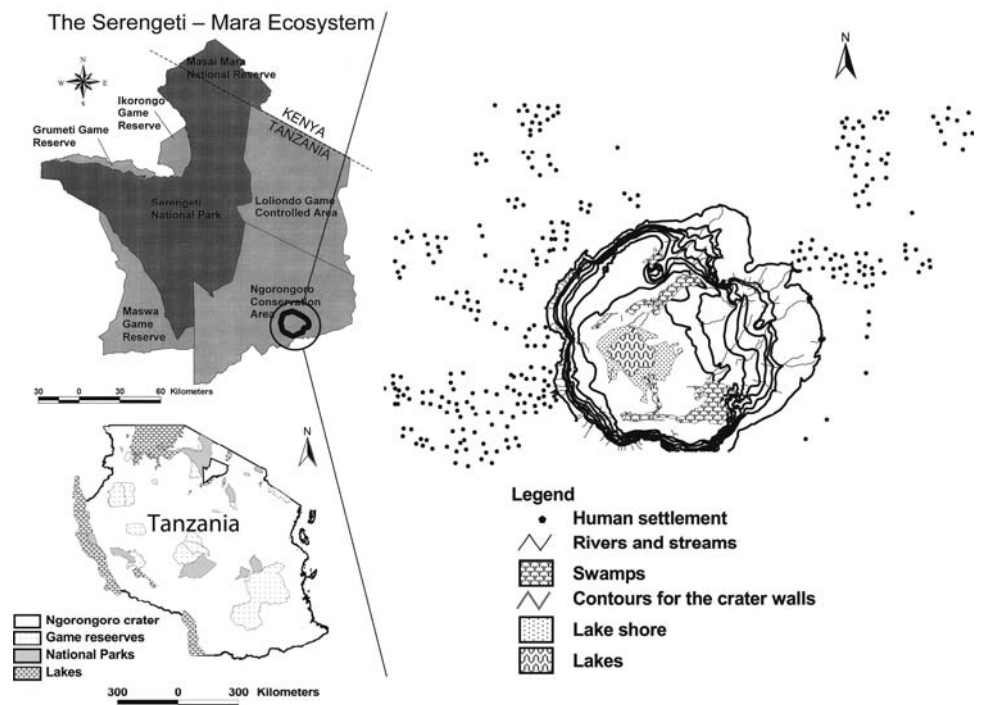 The Serengeti – Mara Ecosystem
N
W E
S
Masai Mara
National Reserve
Ikorongo
Game
Reserve
Grumeti Game
Reserve
KENYA
TANZANIA
Serengeti
National Park
Loliondo Game
Controlled Area
Ngorongoro
Conservation
Area
Maswa
Game
Reserve
30 0 30 60 Kilometers
N
Tanzania
Ngorongoro crater
Game reseerves
National Parks
Lakes
300 0 300 Kilometers
N
Legend
Human settlement
Rivers and streams
Swamps
Contours for the crater walls
Lake shore
Lakes